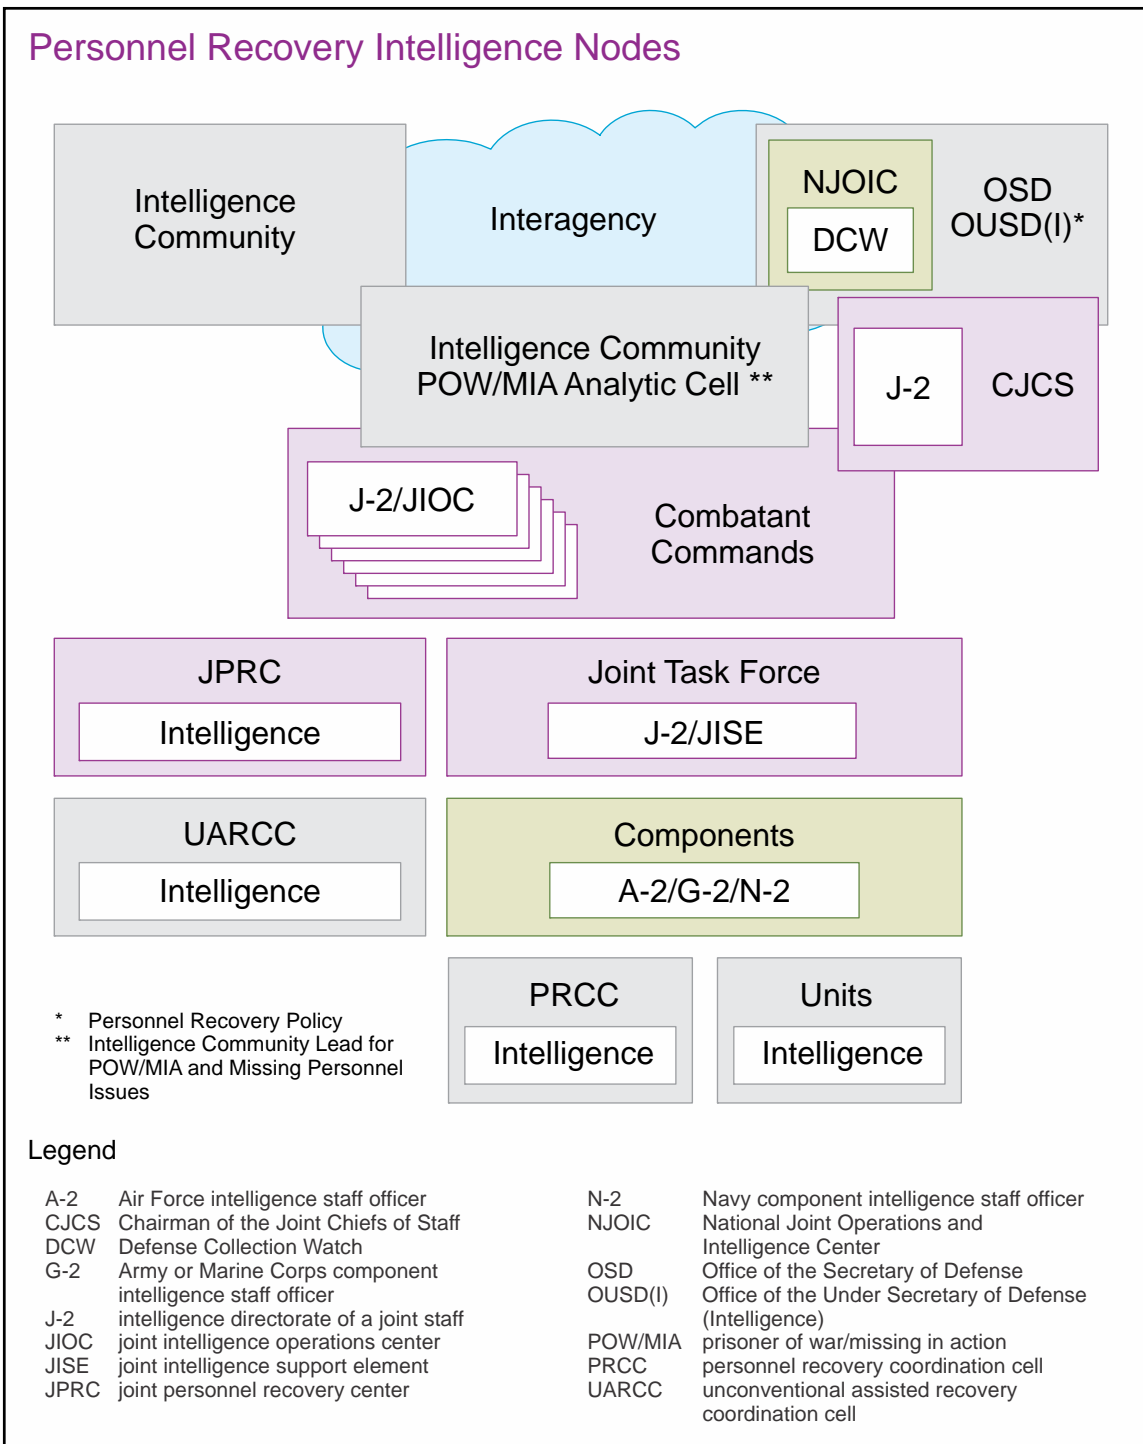 Personnel Recovery Intelligence Nodes
Intelligence
Community
Interagency
NJOIC
DCW
OSD
OUSD(I)*
Intelligence Community
POW/MIA Analytic Cell **
J-2
CJCS
J-2/JIOC
Combatant
Commands
JPRC
Intelligence
Joint Task Force
J-2/JISE
UARCC
Intelligence
Components
A-2/G-2/N-2
PRCC
Intelligence
Units
Intelligence
* Personnel Recovery Policy
** Intelligence Community Lead for
POW/MIA and Missing Personnel
Issues
Legend
A-2 Air Force intelligence staff officer
CJCS Chairman of the Joint Chiefs of Staff
DCW Defense Collection Watch
G-2 Army or Marine Corps component
intelligence staff officer
J-2 intelligence directorate of a joint staff
JIOC joint intelligence operations center
JISE joint intelligence support element
JPRC joint personnel recovery center
N-2 Navy component intelligence staff officer
NJOIC National Joint Operations and
Intelligence Center
OSD Office of the Secretary of Defense
OUSD(I) Office of the Under Secretary of Defense
(Intelligence)
POW/MIA prisoner of war/missing in action
PRCC personnel recovery coordination cell
UARCC unconventional assisted recovery
coordination cell